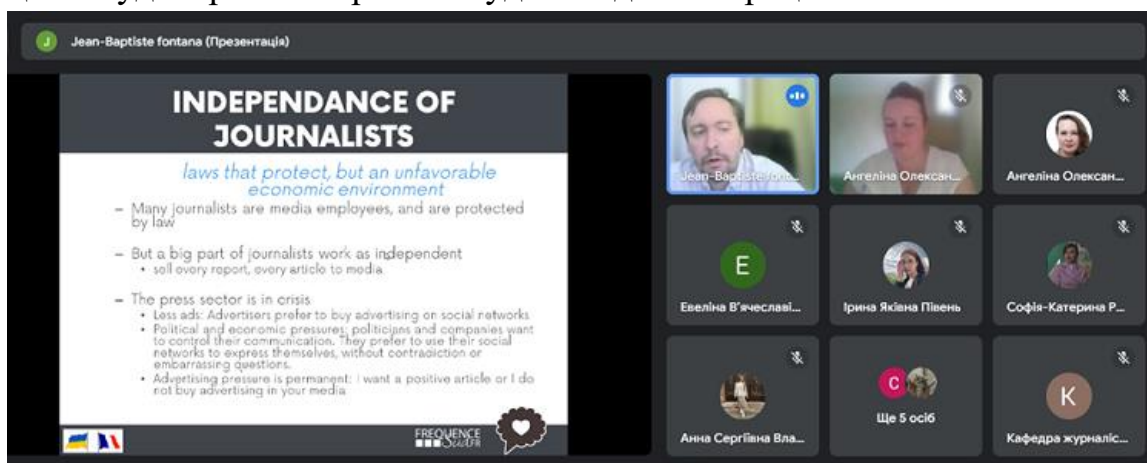 J Jean-Baptiste fontana (Презентація)
INDEPENDANCE OF
JOURNALISTS
laws that protect, but an unfavorable
economic environment
– Many journalists are media employees, and are protected
by law
– But a big part of journalists work as independent
• sell every report, every article to media
– The press sector is in crisis
• Less ads: Advertisers prefer to buy advertising on social networks
• Political and economic pressures: politicians and companies want
to control their communication. They prefer to use their social
networks to express themselves, without contradiction or
embarrassing questions.
• Advertising pressure is permanent: I want a positive article or I do
not buy advertising in your media
FREQUENCE
Sud.FR
Jean-Baptiste font...
Ангеліна Олексан...
Ангеліна Олексан...
E
Евеліна В'ячеславі...
Ірина Яківна Півень
Софія-Катерина Р...
Анна Сергіївна Вла...
C
Ще 5 осіб
K
Кафедра журналіс...